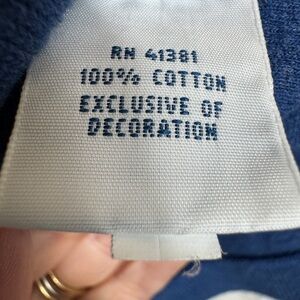 RN 41381
100% COTTON
EXCLUSIVE OF
DECORATION